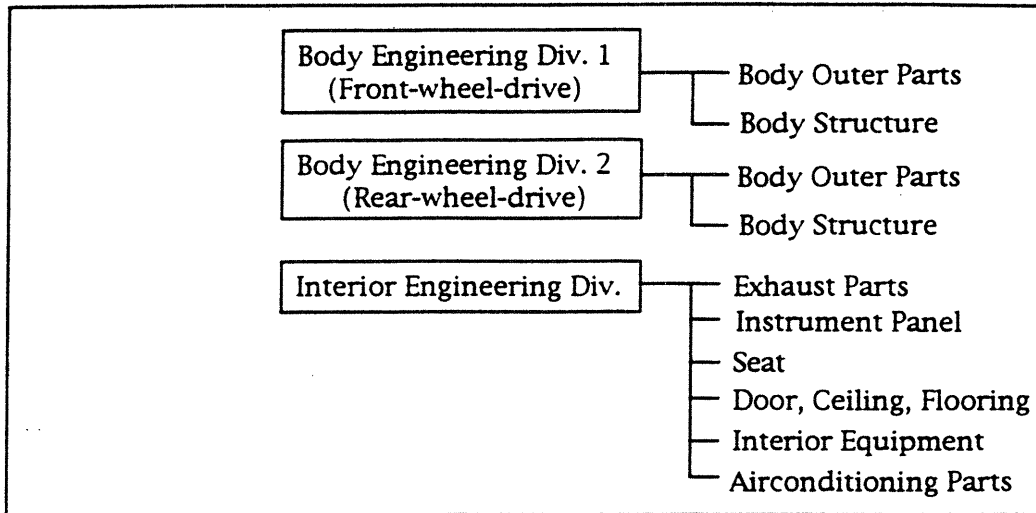 Body Engineering Div. 1
(Front-wheel-drive)
Body Outer Parts
Body Structure
Body Engineering Div. 2
(Rear-wheel-drive)
Body Outer Parts
Body Structure
Interior Engineering Div.
Exhaust Parts
Instrument Panel
Seat
Door, Ceiling, Flooring
Interior Equipment
Airconditioning Parts